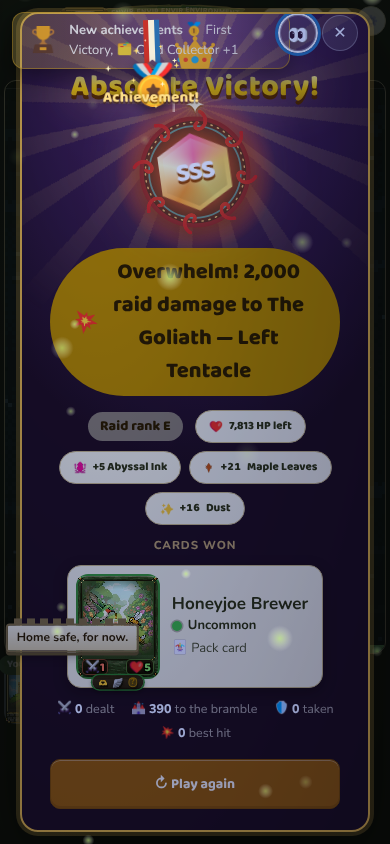 New achievements First
Victory, Card Collector +1
Absolute Victory!
Achievement!
SSS
Overwhelm! 2,000
raid damage to The
Goliath — Left
Tentacle
Raid rank E
7,813 HP left
+5 Abyssal Ink
+21 Maple Leaves
+16 Dust
CARDS WON
Honeyjoe Brewer
Uncommon
Pack card
1
5
Home safe, for now.
0 dealt
390 to the bramble
0 taken
0 best hit
Play again